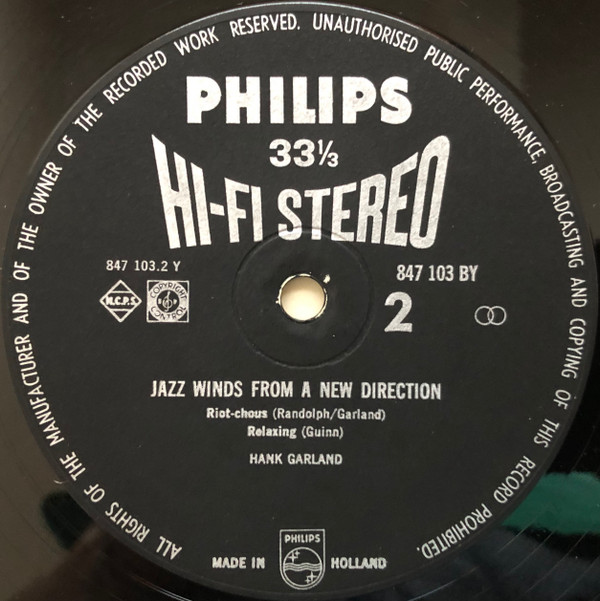 ALL RIGHTS OF THE MANUFACTURER AND OF THE OWNER OF THE RECORDED WORK RESERVED. UNAUTHORISED PUBLIC PERFORMANCE, BROADCASTING AND COPYING OF THIS RECORD PROHIBITED.
PHILIPS
33⅓
HI-FI STEREO
847 103.2 Y
847 103 BY
M.C.P.S.
COPYRIGHT CONTROL
2
JAZZ WINDS FROM A NEW DIRECTION
Riot-chous (Randolph/Garland)
Relaxing (Guinn)
HANK GARLAND
PHILIPS
MADE IN HOLLAND